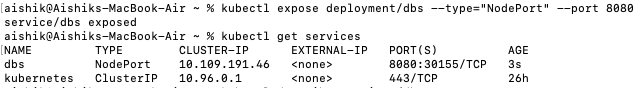 [aishik@Aishiks-MacBook-Air ~ % kubectl expose deployment/dbs --type="NodePort" --port 8080
service/dbs exposed
aishik@Aishiks-MacBook-Air ~ % kubectl get services
NAME TYPE CLUSTER-IP EXTERNAL-IP PORT(S) AGE
dbs NodePort 10.109.191.46 <none> 8080:30155/TCP 3s
kubernetes ClusterIP 10.96.0.1 <none> 443/TCP 26h